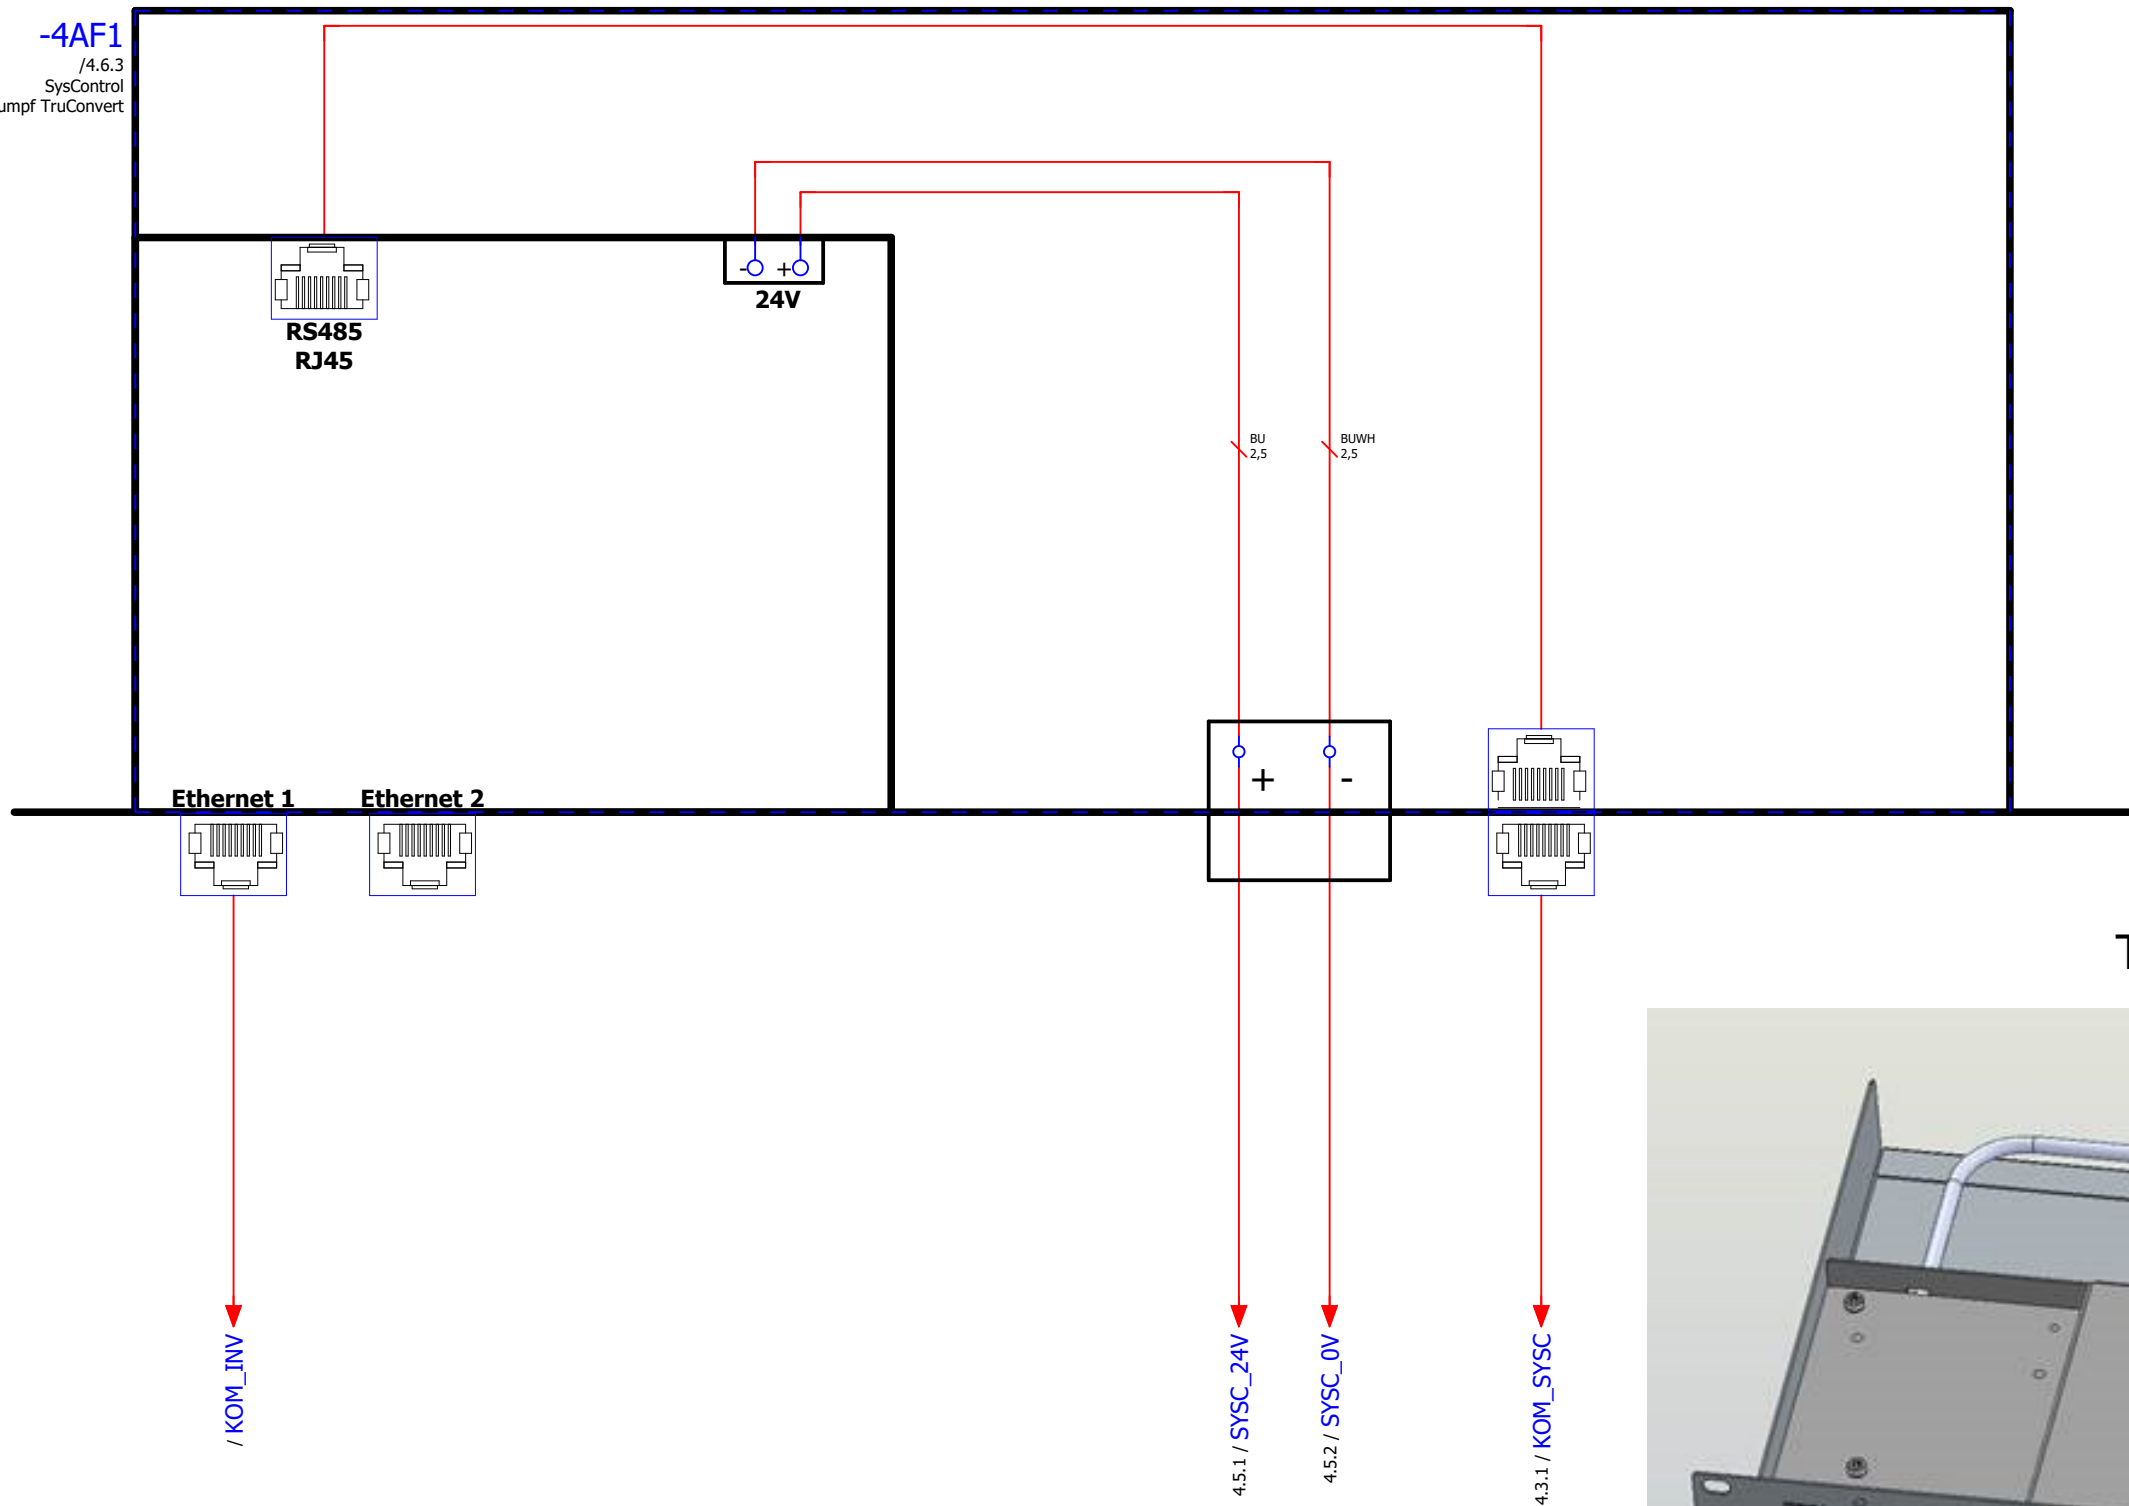 -4AF1
/4.6.3
SysControl
umpf TruConvert
- +
24V
RS485
RJ45
BU
2,5
BUWH
2,5
+ -
Ethernet 1
Ethernet 2
T
/ KOM_INV
4.5.1 / SYSC_24V
4.5.2 / SYSC_0V
4.3.1 / KOM_SYSC